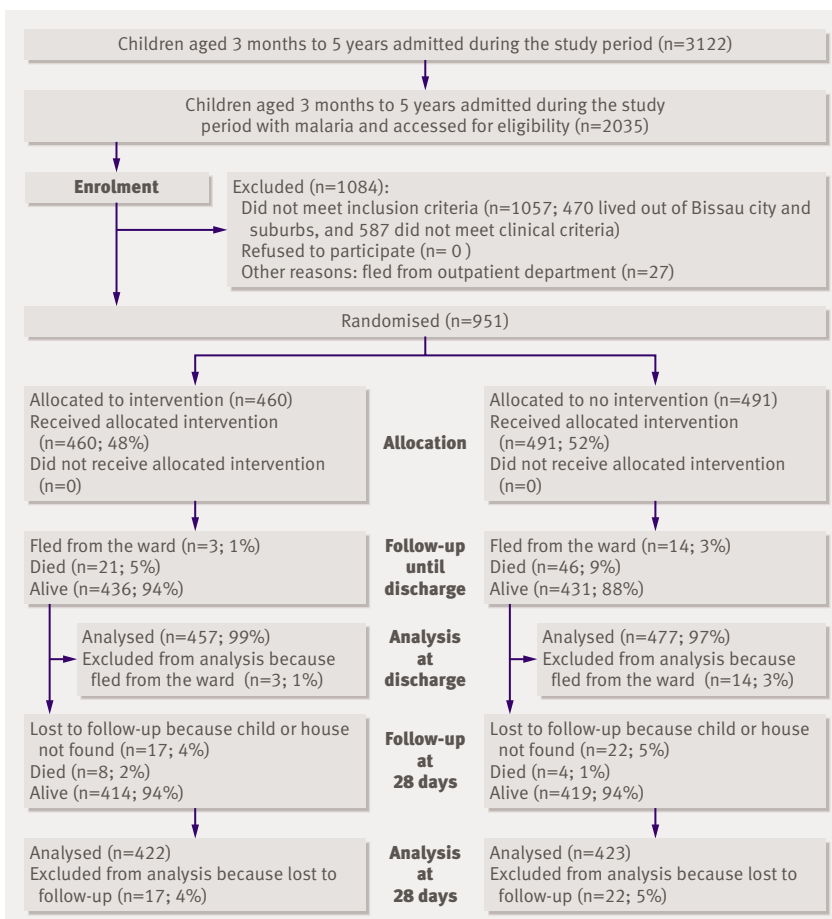 Children aged 3 months to 5 years admitted during the study period (n=3122)
Children aged 3 months to 5 years admitted during the study
period with malaria and accessed for eligibility (n=2035)
Enrolment
Excluded (n=1084):
Did not meet inclusion criteria (n=1057; 470 lived out of Bissau city and
suburbs, and 587 did not meet clinical criteria)
Refused to participate (n= 0 )
Other reasons: fled from outpatient department (n=27)
Randomised (n=951)
Allocated to intervention (n=460)
Received allocated intervention
(n=460; 48%)
Did not receive allocated intervention
(n=0)
Allocation
Allocated to no intervention (n=491)
Received allocated intervention
(n=491; 52%)
Did not receive allocated intervention
(n=0)
Fled from the ward (n=3; 1%)
Died (n=21; 5%)
Alive (n=436; 94%)
Follow-up
until
discharge
Fled from the ward (n=14; 3%)
Died (n=46; 9%)
Alive (n=431; 88%)
Analysed (n=457; 99%)
Excluded from analysis because
fled from the ward (n=3; 1%)
Analysis
at
discharge
Analysed (n=477; 97%)
Excluded from analysis because
fled from the ward (n=14; 3%)
Lost to follow-up because child or house
not found (n=17; 4%)
Died (n=8; 2%)
Alive (n=414; 94%)
Follow-up
at
28 days
Lost to follow-up because child or house
not found (n=22; 5%)
Died (n=4; 1%)
Alive (n=419; 94%)
Analysed (n=422)
Excluded from analysis because lost to
follow-up (n=17; 4%)
Analysis
at
28 days
Analysed (n=423)
Excluded from analysis because lost to
follow-up (n=22; 5%)